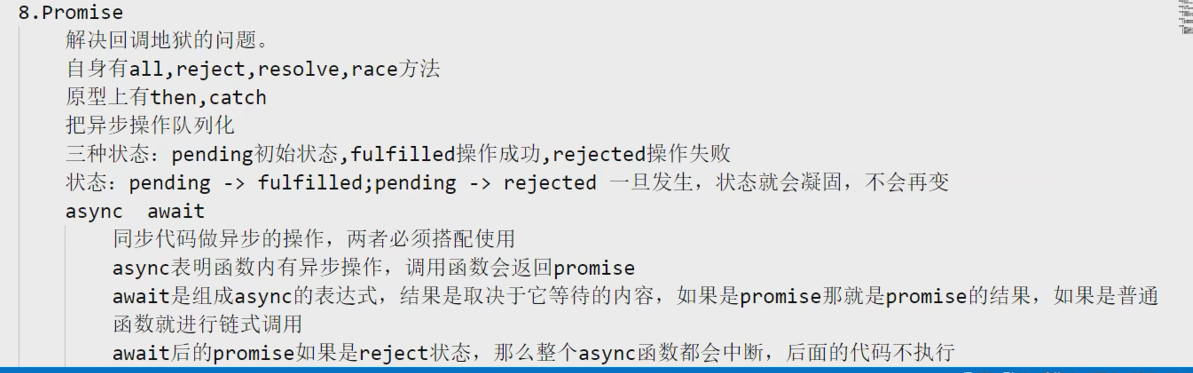 8.Promise
解决回调地狱的问题。
自身有all,reject,resolve,race方法
原型上有then,catch
把异步操作队列化
三种状态：pending初始状态,fulfilled操作成功,rejected操作失败
状态：pending -> fulfilled;pending -> rejected 一旦发生，状态就会凝固，不会再变
async  await
同步代码做异步的操作，两者必须搭配使用
async表明函数内有异步操作，调用函数会返回promise
await是组成async的表达式，结果是取决于它等待的内容，如果是promise那就是promise的结果，如果是普通
函数就进行链式调用
await后的promise如果是reject状态，那么整个async函数都会中断，后面的代码不执行